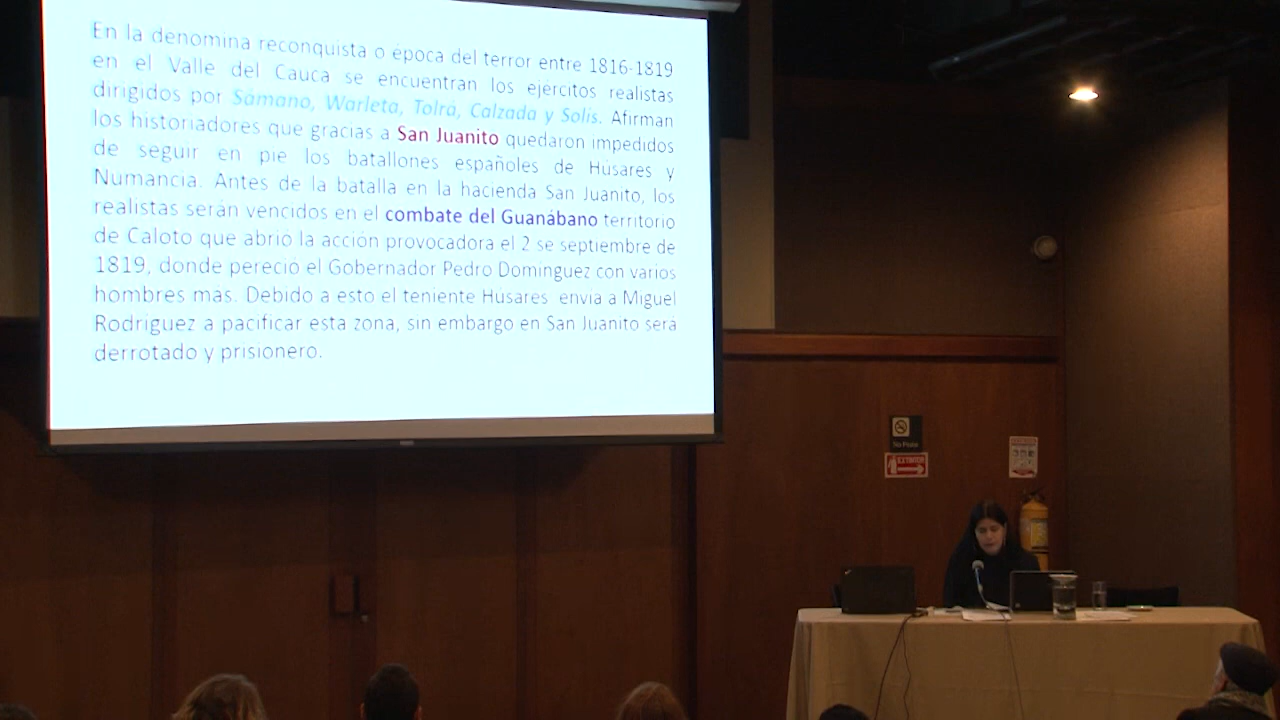 En la denomina reconquista o época del terror entre 1816-1819
en el Valle del Cauca se encuentran los ejércitos realistas
dirigidos por Sámano, Warleta, Tolrá, Calzada y Solís. Afirman
los historiadores que gracias a San Juanito quedaron impedidos
de seguir en pie los batallones españoles de Húsares y
Numancia. Antes de la batalla en la hacienda San Juanito, los
realistas serán vencidos en el combate del Guanábano territorio
de Caloto que abrió la acción provocadora el 2 se septiembre de
1819, donde pereció el Gobernador Pedro Domínguez con varios
hombres más. Debido a esto el teniente Húsares envía a Miguel
Rodríguez a pacificar esta zona, sin embargo en San Juanito será
derrotado y prisionero.
No Fume
EXTINTOR